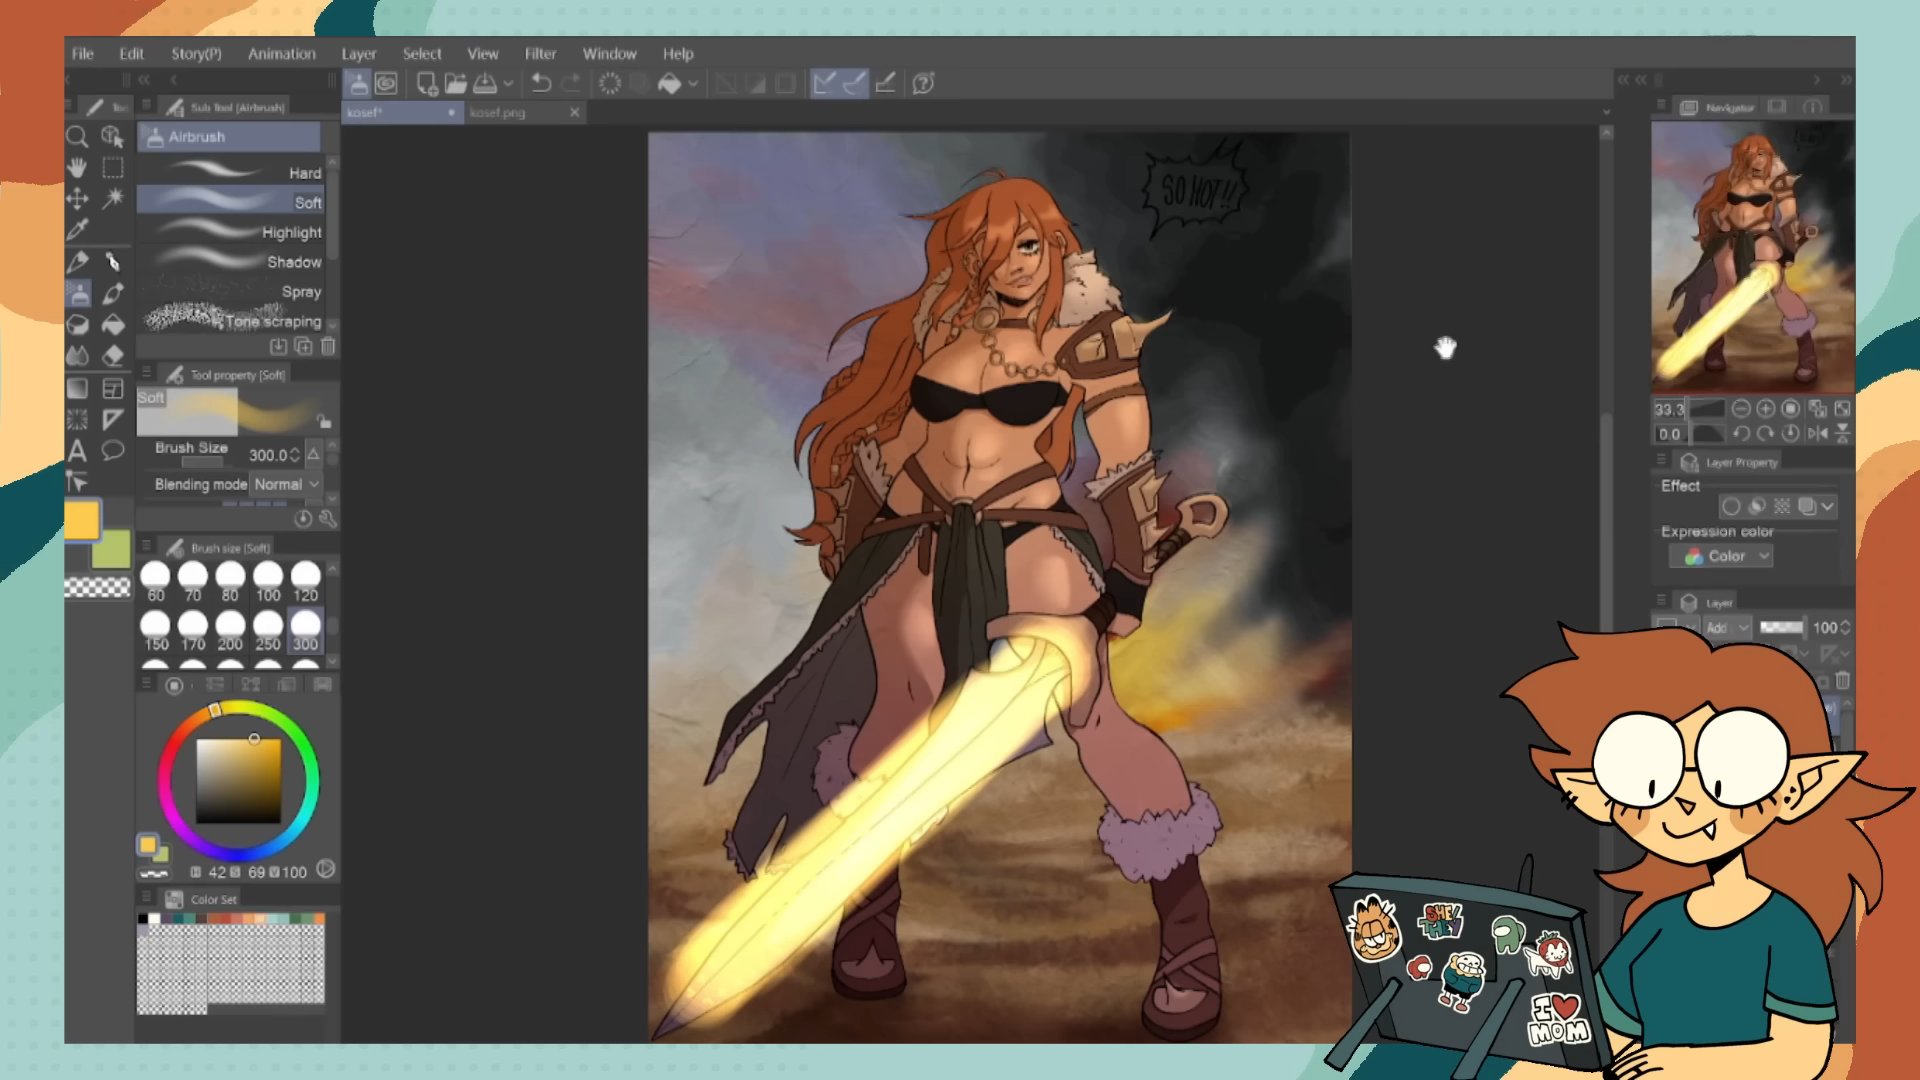 File Edit Story(P) Animation Layer Select View Filter Window Help
Sub Tool [Airbrush]
Navigator
kosef*
kosef.png
Airbrush
Hard
Soft
Highlight
Shadow
Spray
Tone scraping
SO HOT!!
Tool property [Soft]
Soft
Brush Size 300.0
Blending mode Normal
33.3
0.0
Layer Property
Effect
Expression color
Color
Brush size [Soft]
60 70 80 100 120
150 170 200 250 300
Layer
Add 100
42 69 100
Color Set
SHE/
THEY
I
MOM